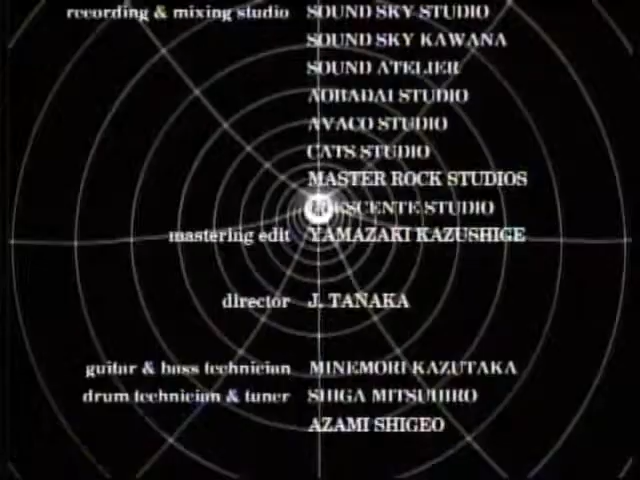 recording & mixing studio SOUND SKY STUDIO
SOUND SKY KAWANA
SOUND ATELIER
AOBADAI STUDIO
AVACO STUDIO
CATS STUDIO
MASTER ROCK STUDIOS
STUDIO
mastering edit YAMAZAKI KAZUSHIGE
director J. TANAKA
guitar & bass technician MINEMORI KAZUTAKA
drum technician & tuner SHIGA MITSUHIRO
AZAMI SHIGEO